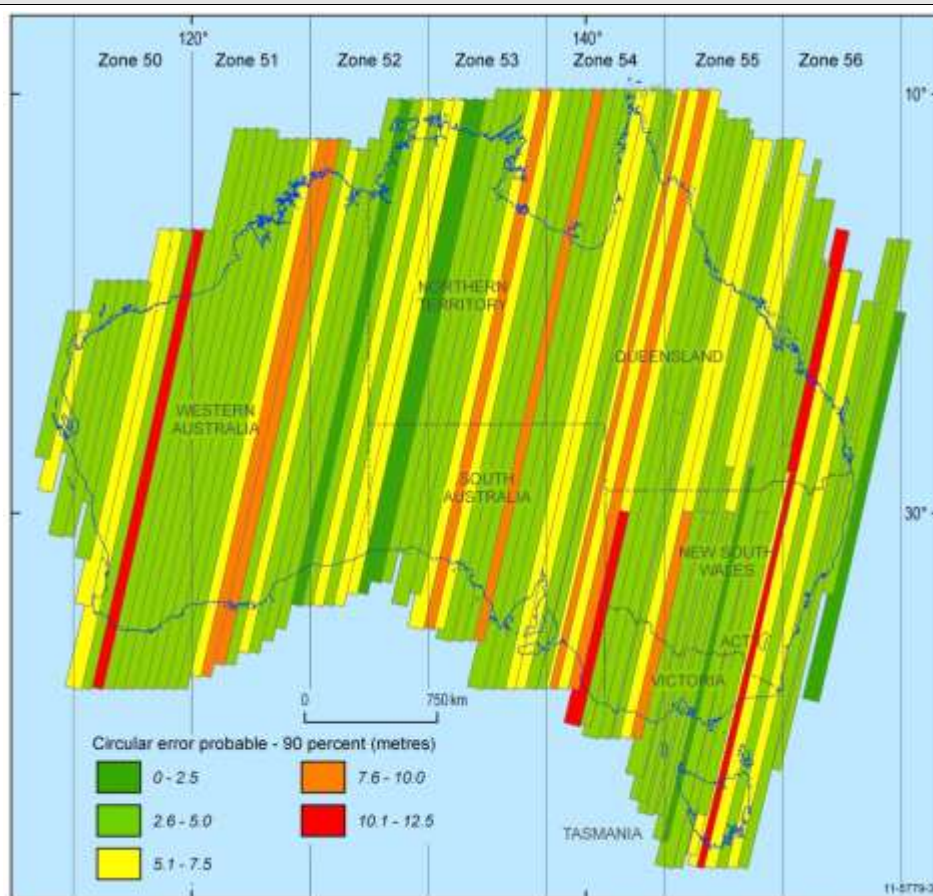 120° 140°
Zone 50 Zone 51 Zone 52 Zone 53 Zone 54 Zone 55 Zone 56
10°
NORTHERN
TERRITORY
QUEENSLAND
WESTERN
AUSTRALIA
SOUTH
AUSTRALIA
30°
NEW SOUTH
WALES
ACT
VICTORIA
0 750 km
Circular error probable - 90 percent (metres)
0 - 2.5 7.6 - 10.0
2.6 - 5.0 10.1 - 12.5
TASMANIA
5.1 - 7.5